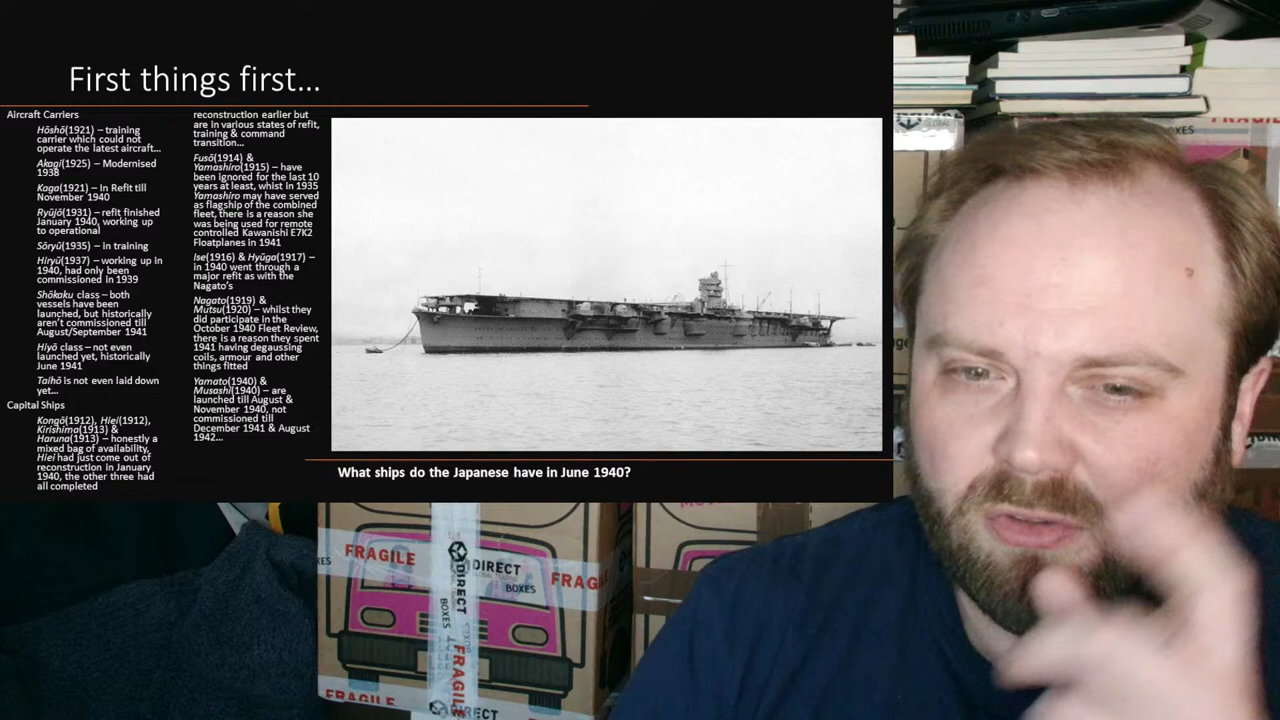 First things first...
Aircraft Carriers
Hōshō(1921) – training
carrier which could not
operate the latest aircraft...
Akagi(1925) – Modernised
1938
Kaga(1921) – In Refit till
November 1940
Ryūjō(1931) – refit finished
January 1940, working up
to operational
Sōryū(1935) – in training
Hiryū(1937) – working up in
1940, had only been
commissioned in 1939
Shōkaku class – both
vessels have been
launched, but historically
aren't commissioned till
August/September 1941
Hiyō class – not even
launched yet, historically
June 1941
Taihō is not even laid down
yet...
Capital Ships
Kongō(1912), Hiei(1912),
Kirishima(1913) &
Haruna(1913) – honestly a
mixed bag of availability,
Hiei had just come out of
reconstruction in January
1940, the other three had
all completed
reconstruction earlier but
are in various states of refit,
training & command
transition...
Fusō(1914) &
Yamashiro(1915) – have
been ignored for the last 10
years at least, whist in 1935
Yamashiro may have served
as flagship of the combined
fleet, there is a reason she
was being used for remote
controlled Kawanishi E7K2
Floatplanes in 1941
Ise(1916) & Hyūga(1917) –
in 1940 went through a
major refit as with the
Nagato's
Nagato(1919) &
Mutsu(1920) – whilst they
did participate in the
October 1940 Fleet Review,
there is a reason they spent
1941 having degaussing
coils, armour and other
things fitted
Yamato(1940) &
Musashi(1940) – are
launched till August &
November 1940, not
commissioned till
December 1941 & August
1942...
What ships do the Japanese have in June 1940?
FRAGILE
DIRECT
BOXES
FRAGILE
DIRECT
BOXES
FRAGILE
FRAGILE
DIRECT
FRAGILE